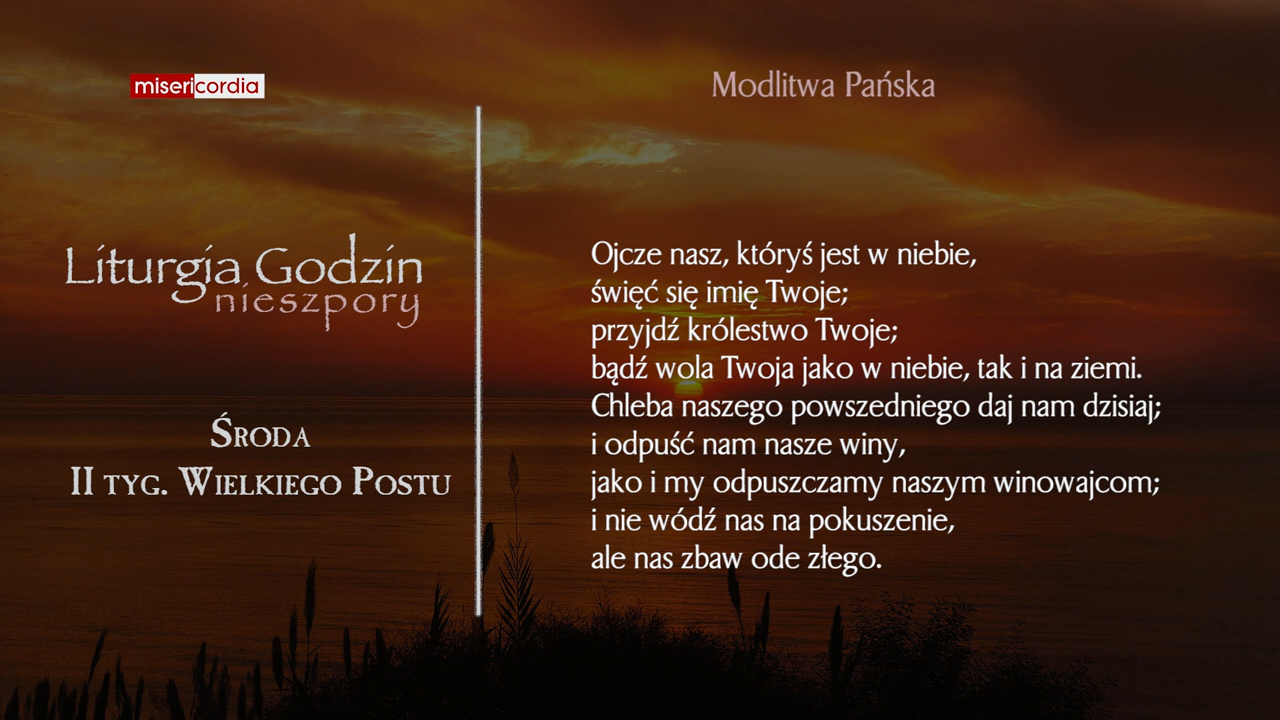 misericordia
Liturgia Godzin
nieszpory
Środa
II tyg. Wielkiego Postu
Modlitwa Pańska
Ojcze nasz, któryś jest w niebie,
święć się imię Twoje;
przyjdź królestwo Twoje;
bądź wola Twoja jako w niebie, tak i na ziemi.
Chleba naszego powszedniego daj nam dzisiaj;
i odpuść nam nasze winy,
jako i my odpuszczamy naszym winowajcom;
i nie wódź nas na pokuszenie,
ale nas zbaw ode złego.